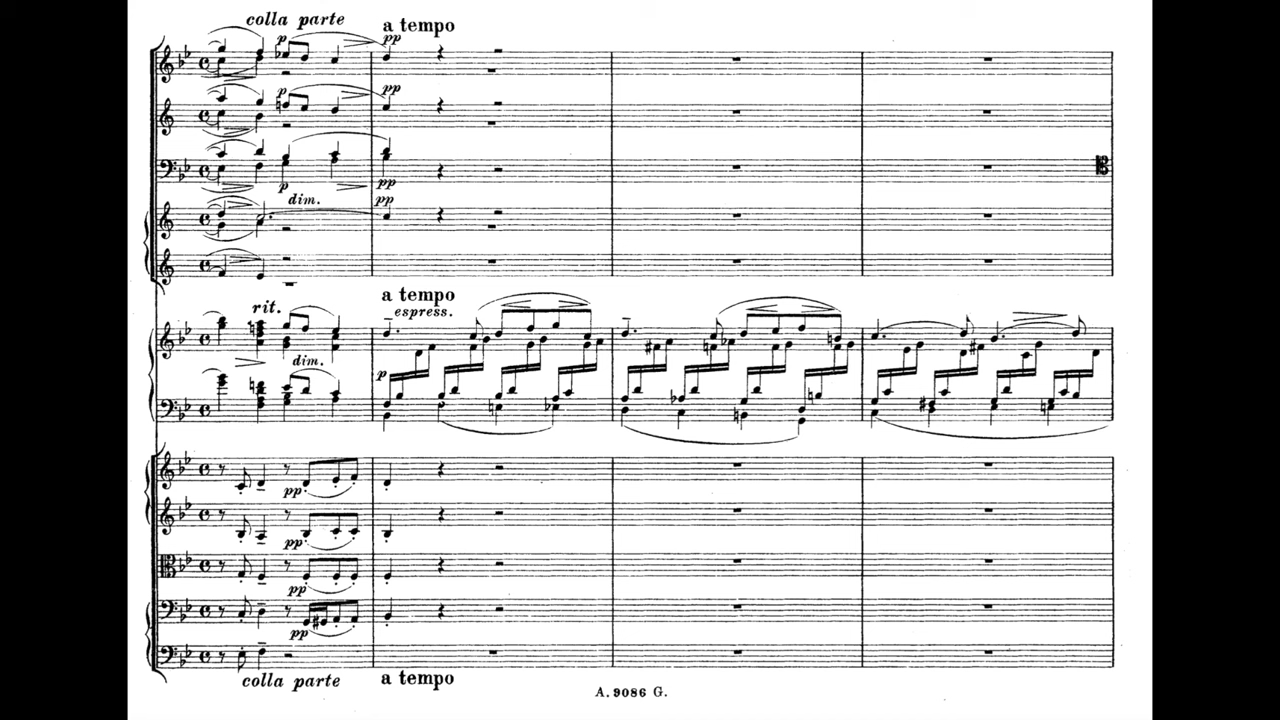 colla parte
a tempo
p
pp
p
pp
p
pp
dim.
pp
rit.
a tempo
espress.
dim.
p
pp
pp
pp
pp
colla parte
a tempo
A. 9086 G.